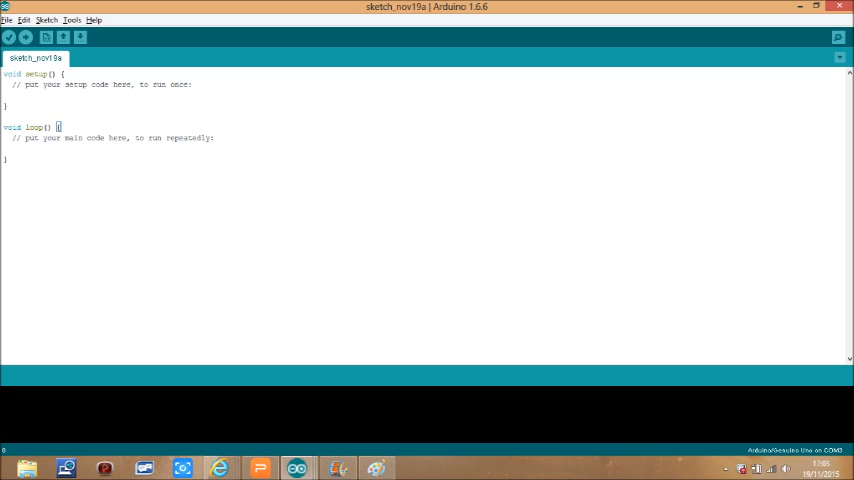 sketch_nov19a | Arduino 1.6.6
File Edit Sketch Tools Help
sketch_nov19a
void setup() {
// put your setup code here, to run once:
}
void loop() {
// put your main code here, to run repeatedly:
}
Arduino/Genuino Uno on COM3
17:03
19/11/2015